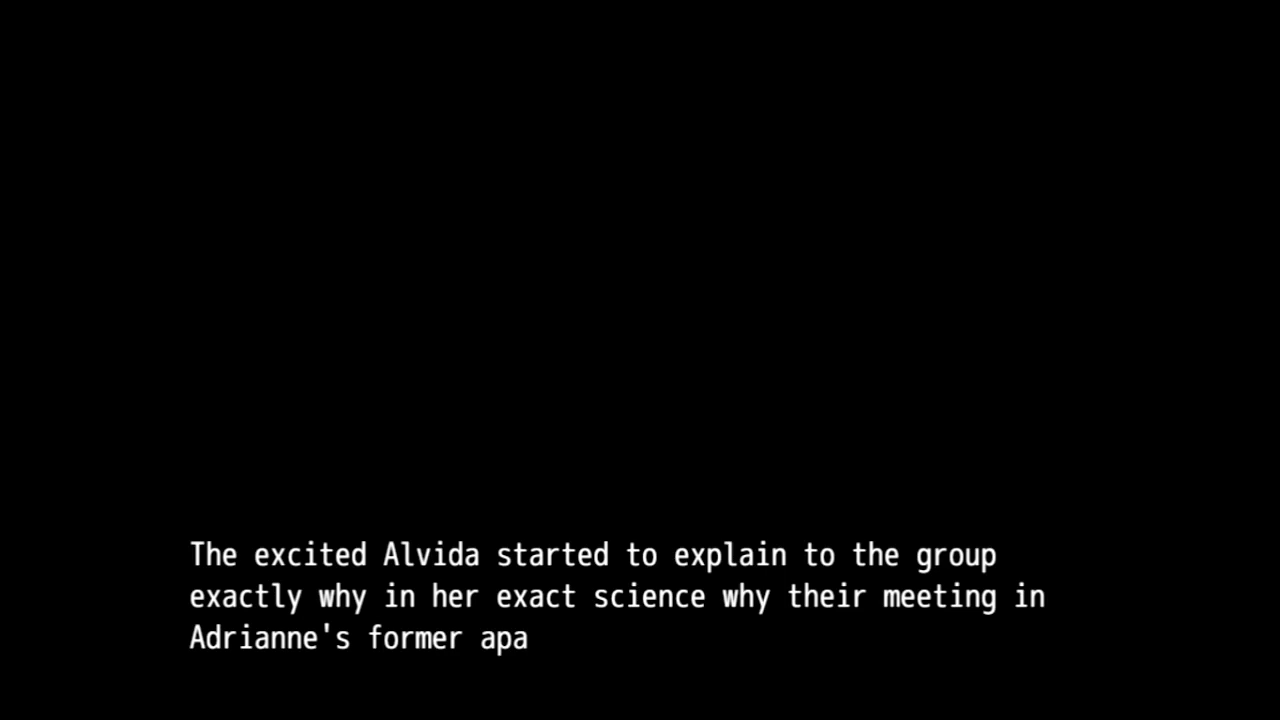 The excited Alvida started to explain to the group
exactly why in her exact science why their meeting in
Adrianne's former apa